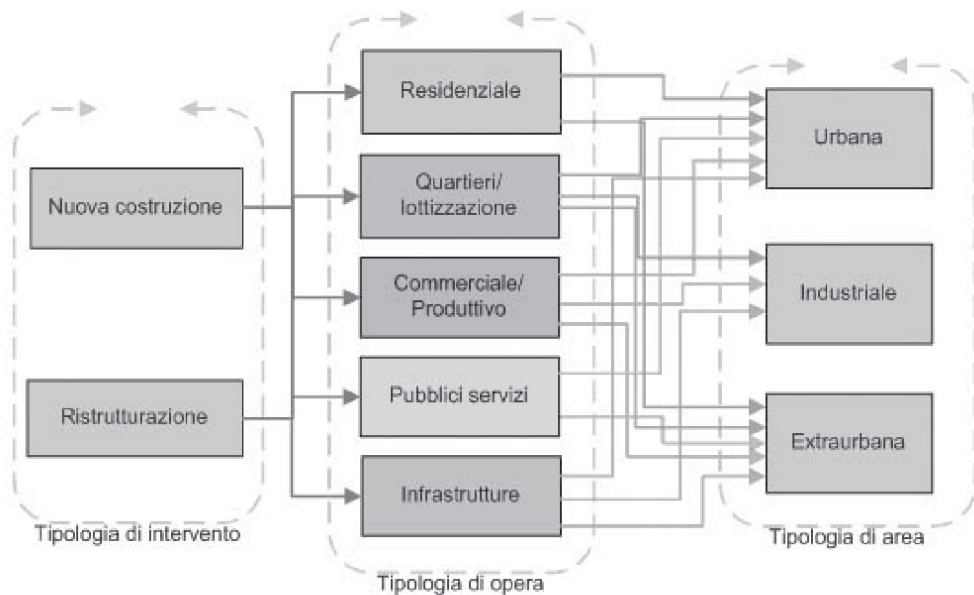 Nuova costruzione
Ristrutturazione
Tipologia di intervento
Residenziale
Quartieri/
lottizzazione
Commerciale/
Produttivo
Pubblici servizi
Infrastrutture
Tipologia di opera
Urbana
Industriale
Extraurbana
Tipologia di area